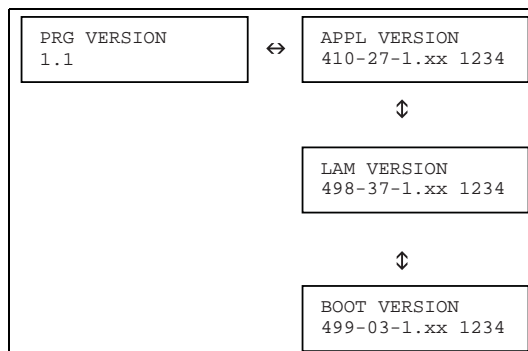 PRG VERSION
1.1
APPL VERSION
410-27-1.xx 1234
LAM VERSION
498-37-1.xx 1234
BOOT VERSION
499-03-1.xx 1234